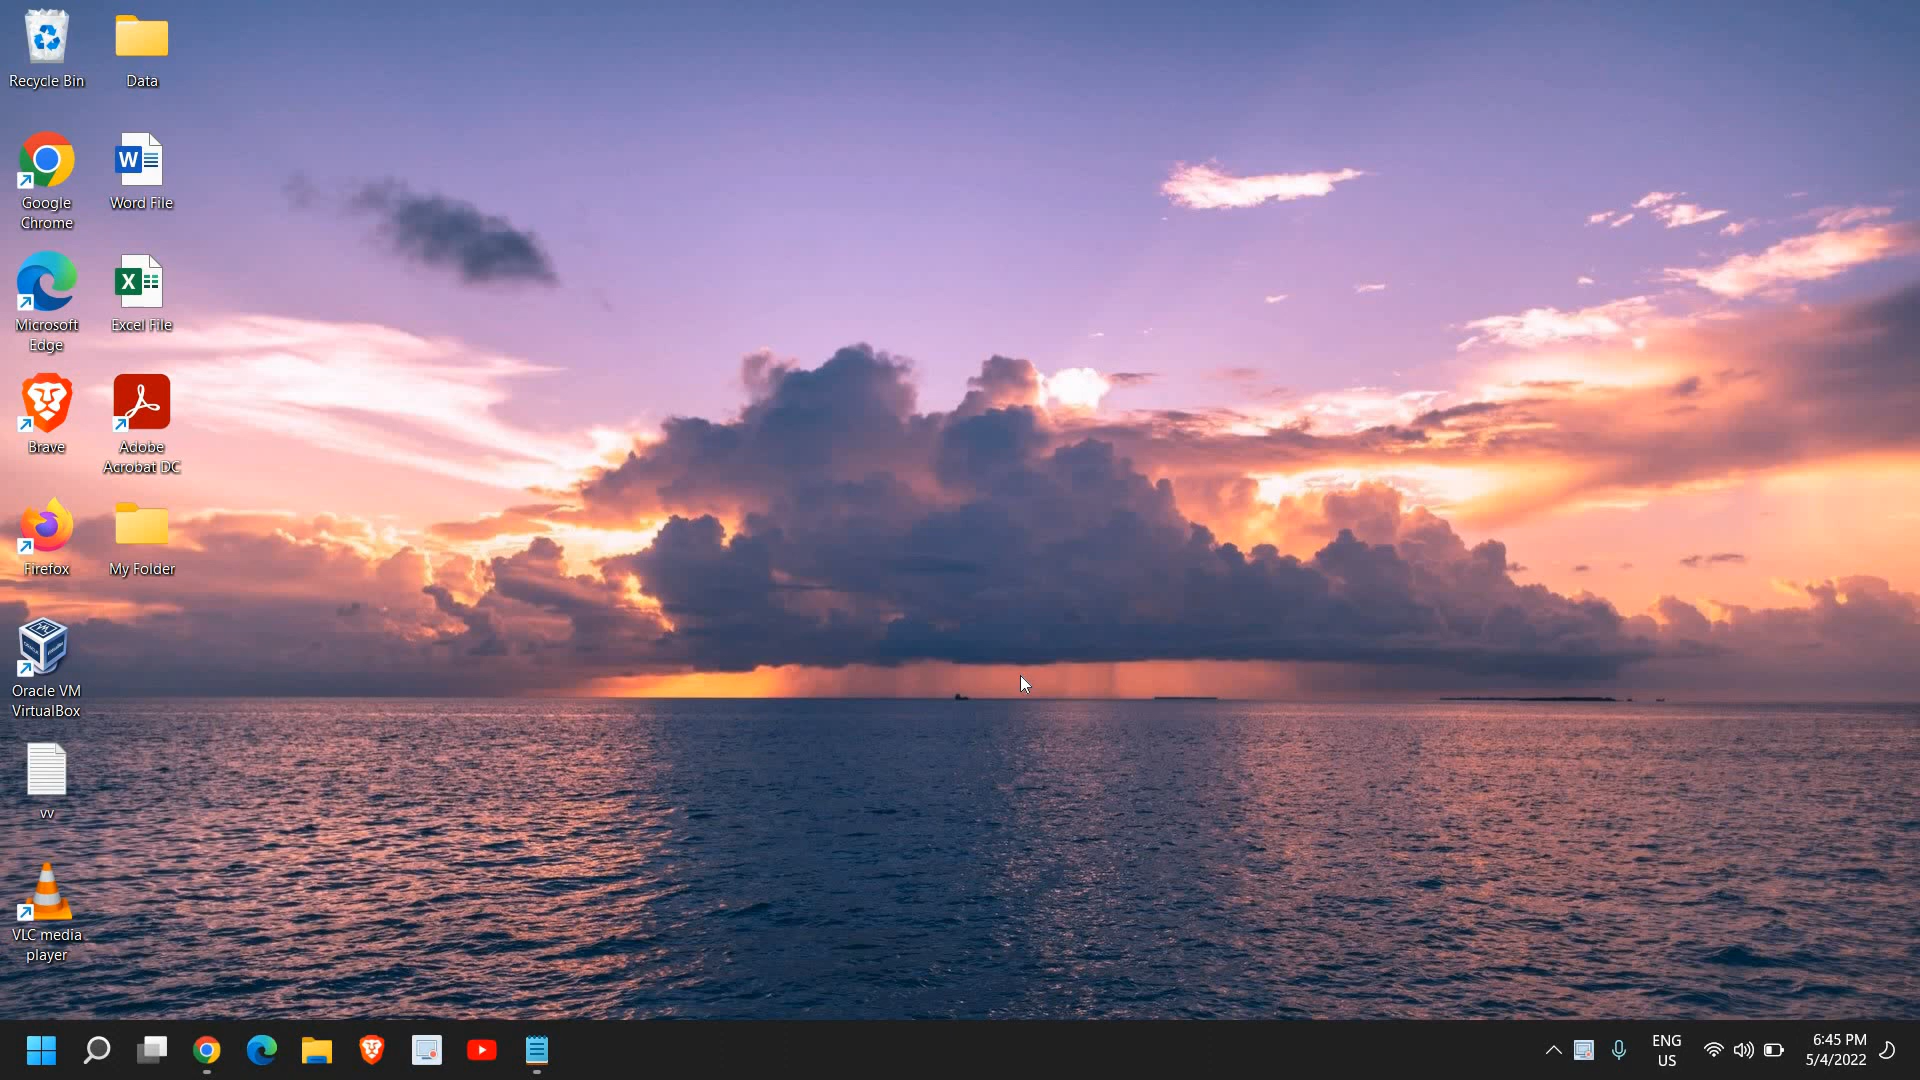 Recycle Bin
Data
Google
Chrome
Word File
Microsoft
Edge
Excel File
Brave
Adobe
Acrobat DC
Firefox
My Folder
Oracle VM
VirtualBox
vv
VLC media
player
ENG
US
6:45 PM
5/4/2022